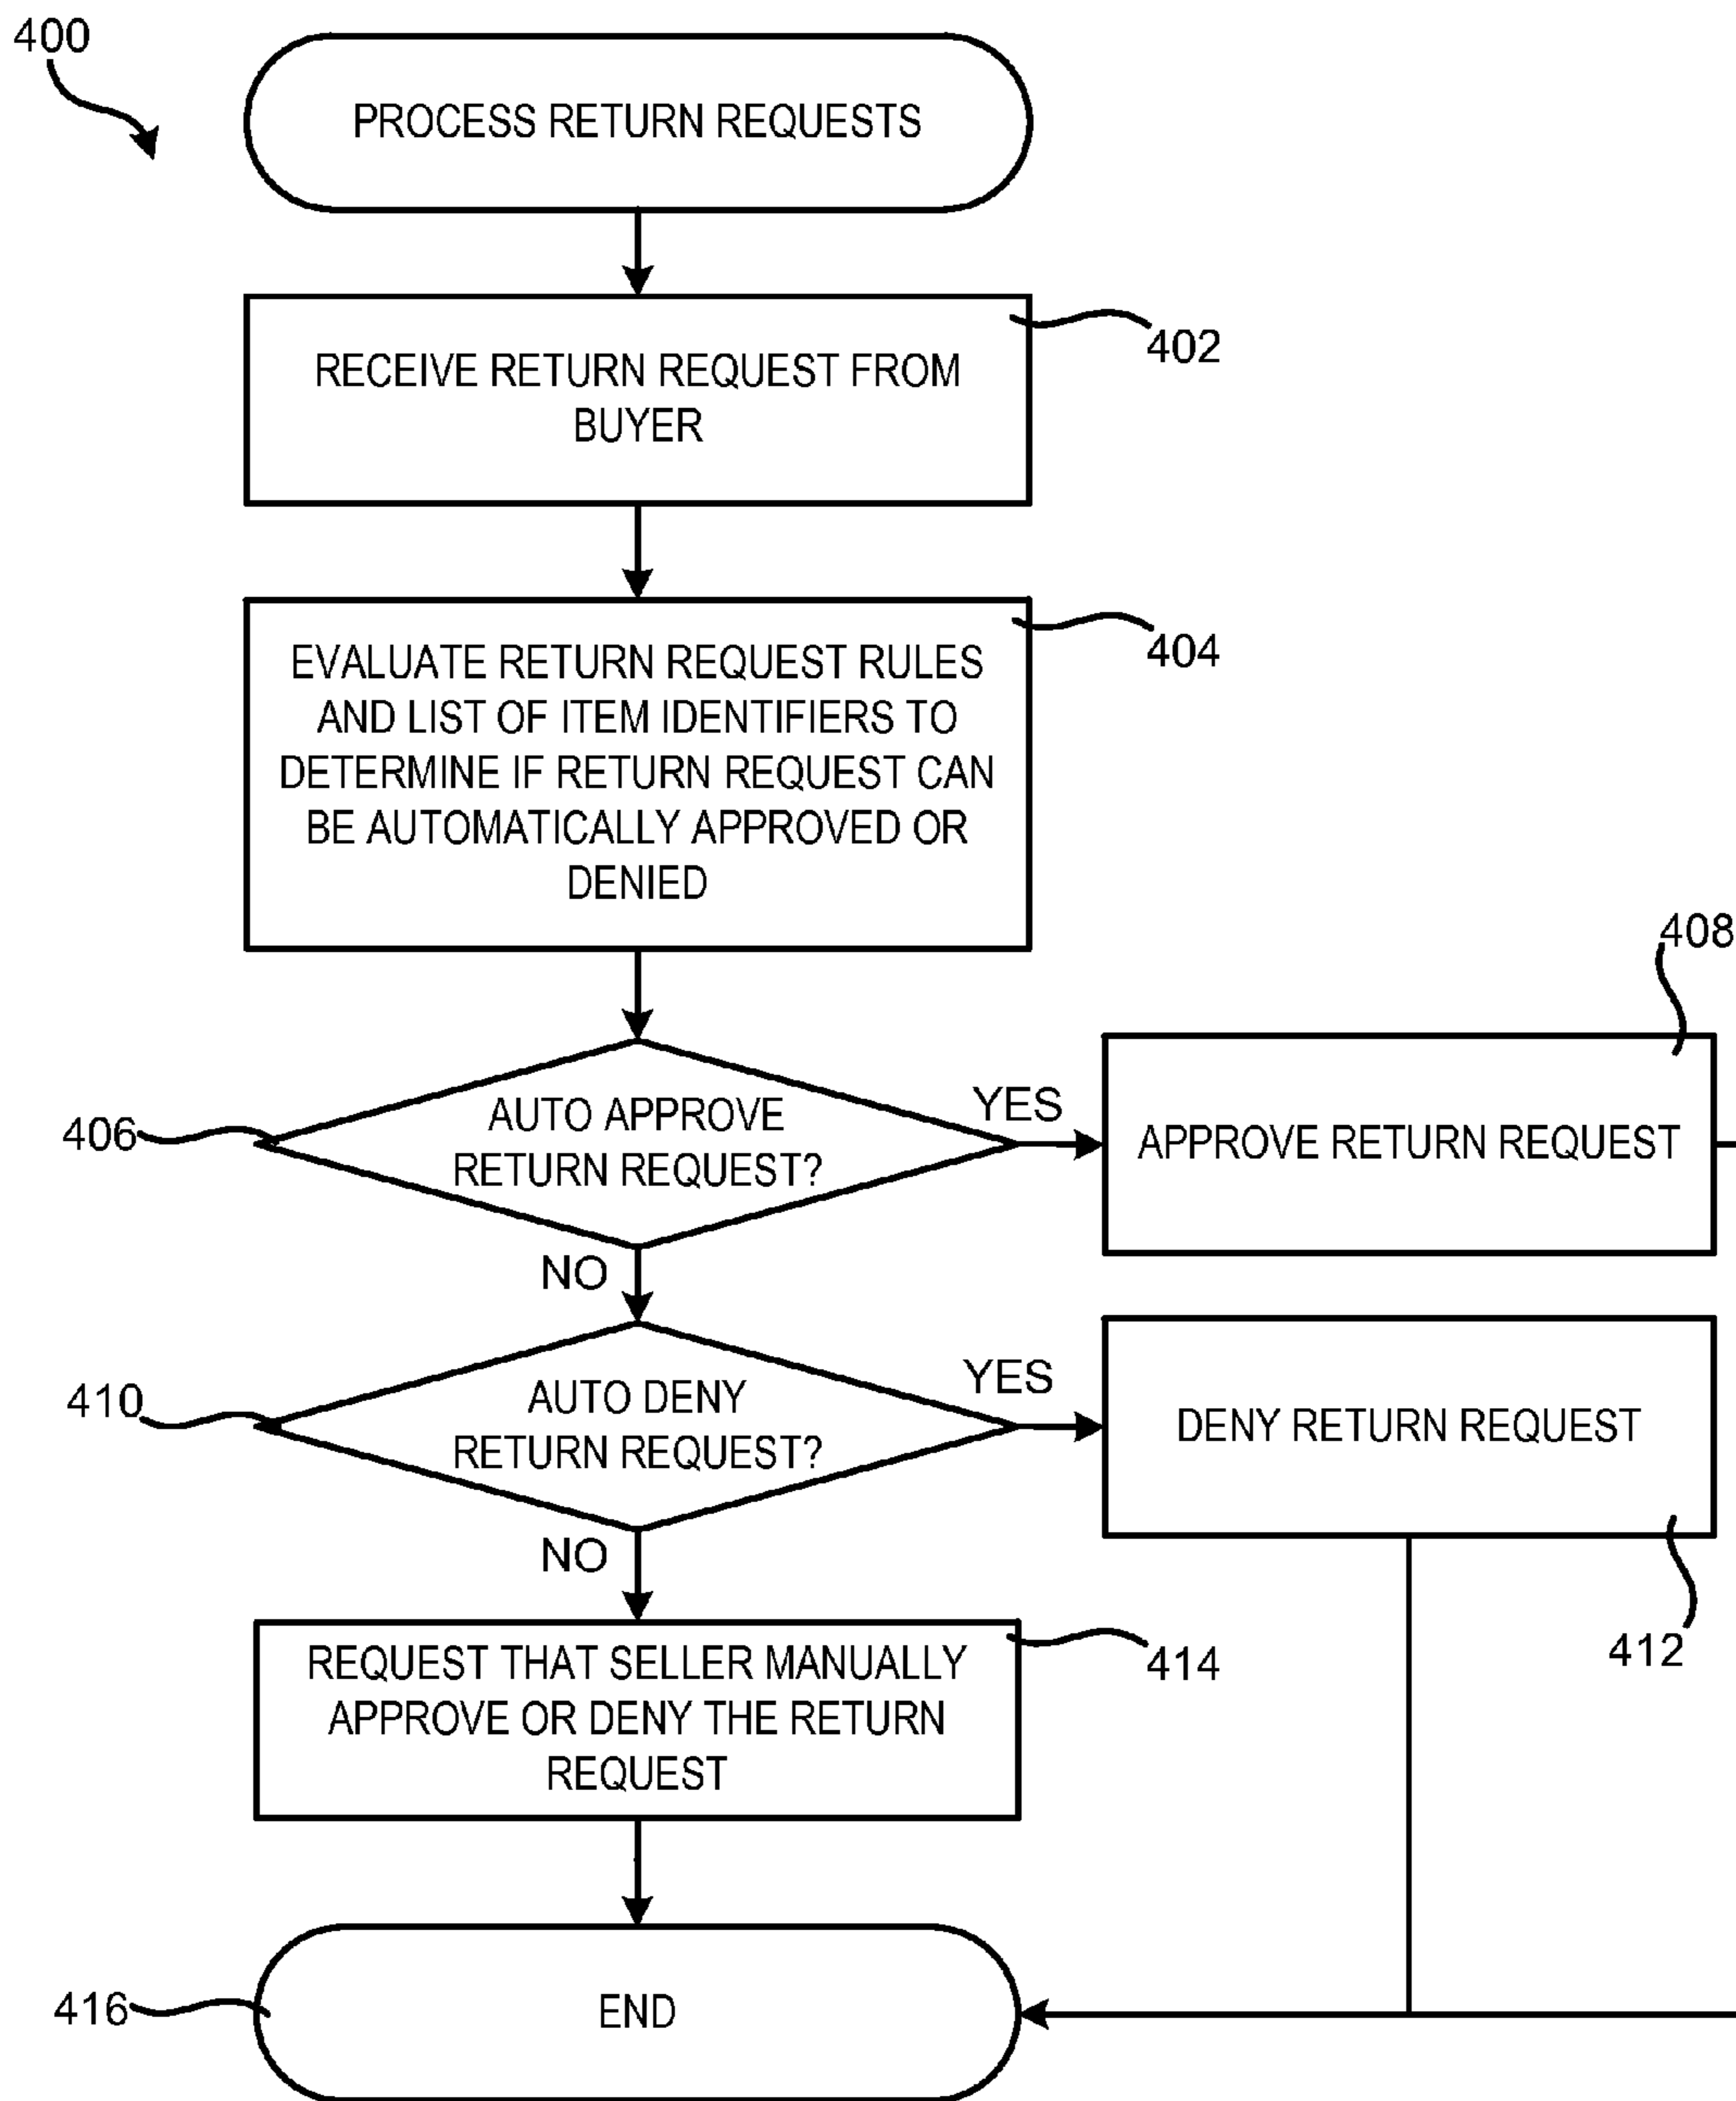 400
PROCESS RETURN REQUESTS
402
RECEIVE RETURN REQUEST FROM
BUYER
404
EVALUATE RETURN REQUEST RULES
AND LIST OF ITEM IDENTIFIERS TO
DETERMINE IF RETURN REQUEST CAN
BE AUTOMATICALLY APPROVED OR
DENIED
406
AUTO APPROVE
RETURN REQUEST?
YES
408
APPROVE RETURN REQUEST
NO
410
AUTO DENY
RETURN REQUEST?
YES
DENY RETURN REQUEST
412
NO
414
REQUEST THAT SELLER MANUALLY
APPROVE OR DENY THE RETURN
REQUEST
416
END